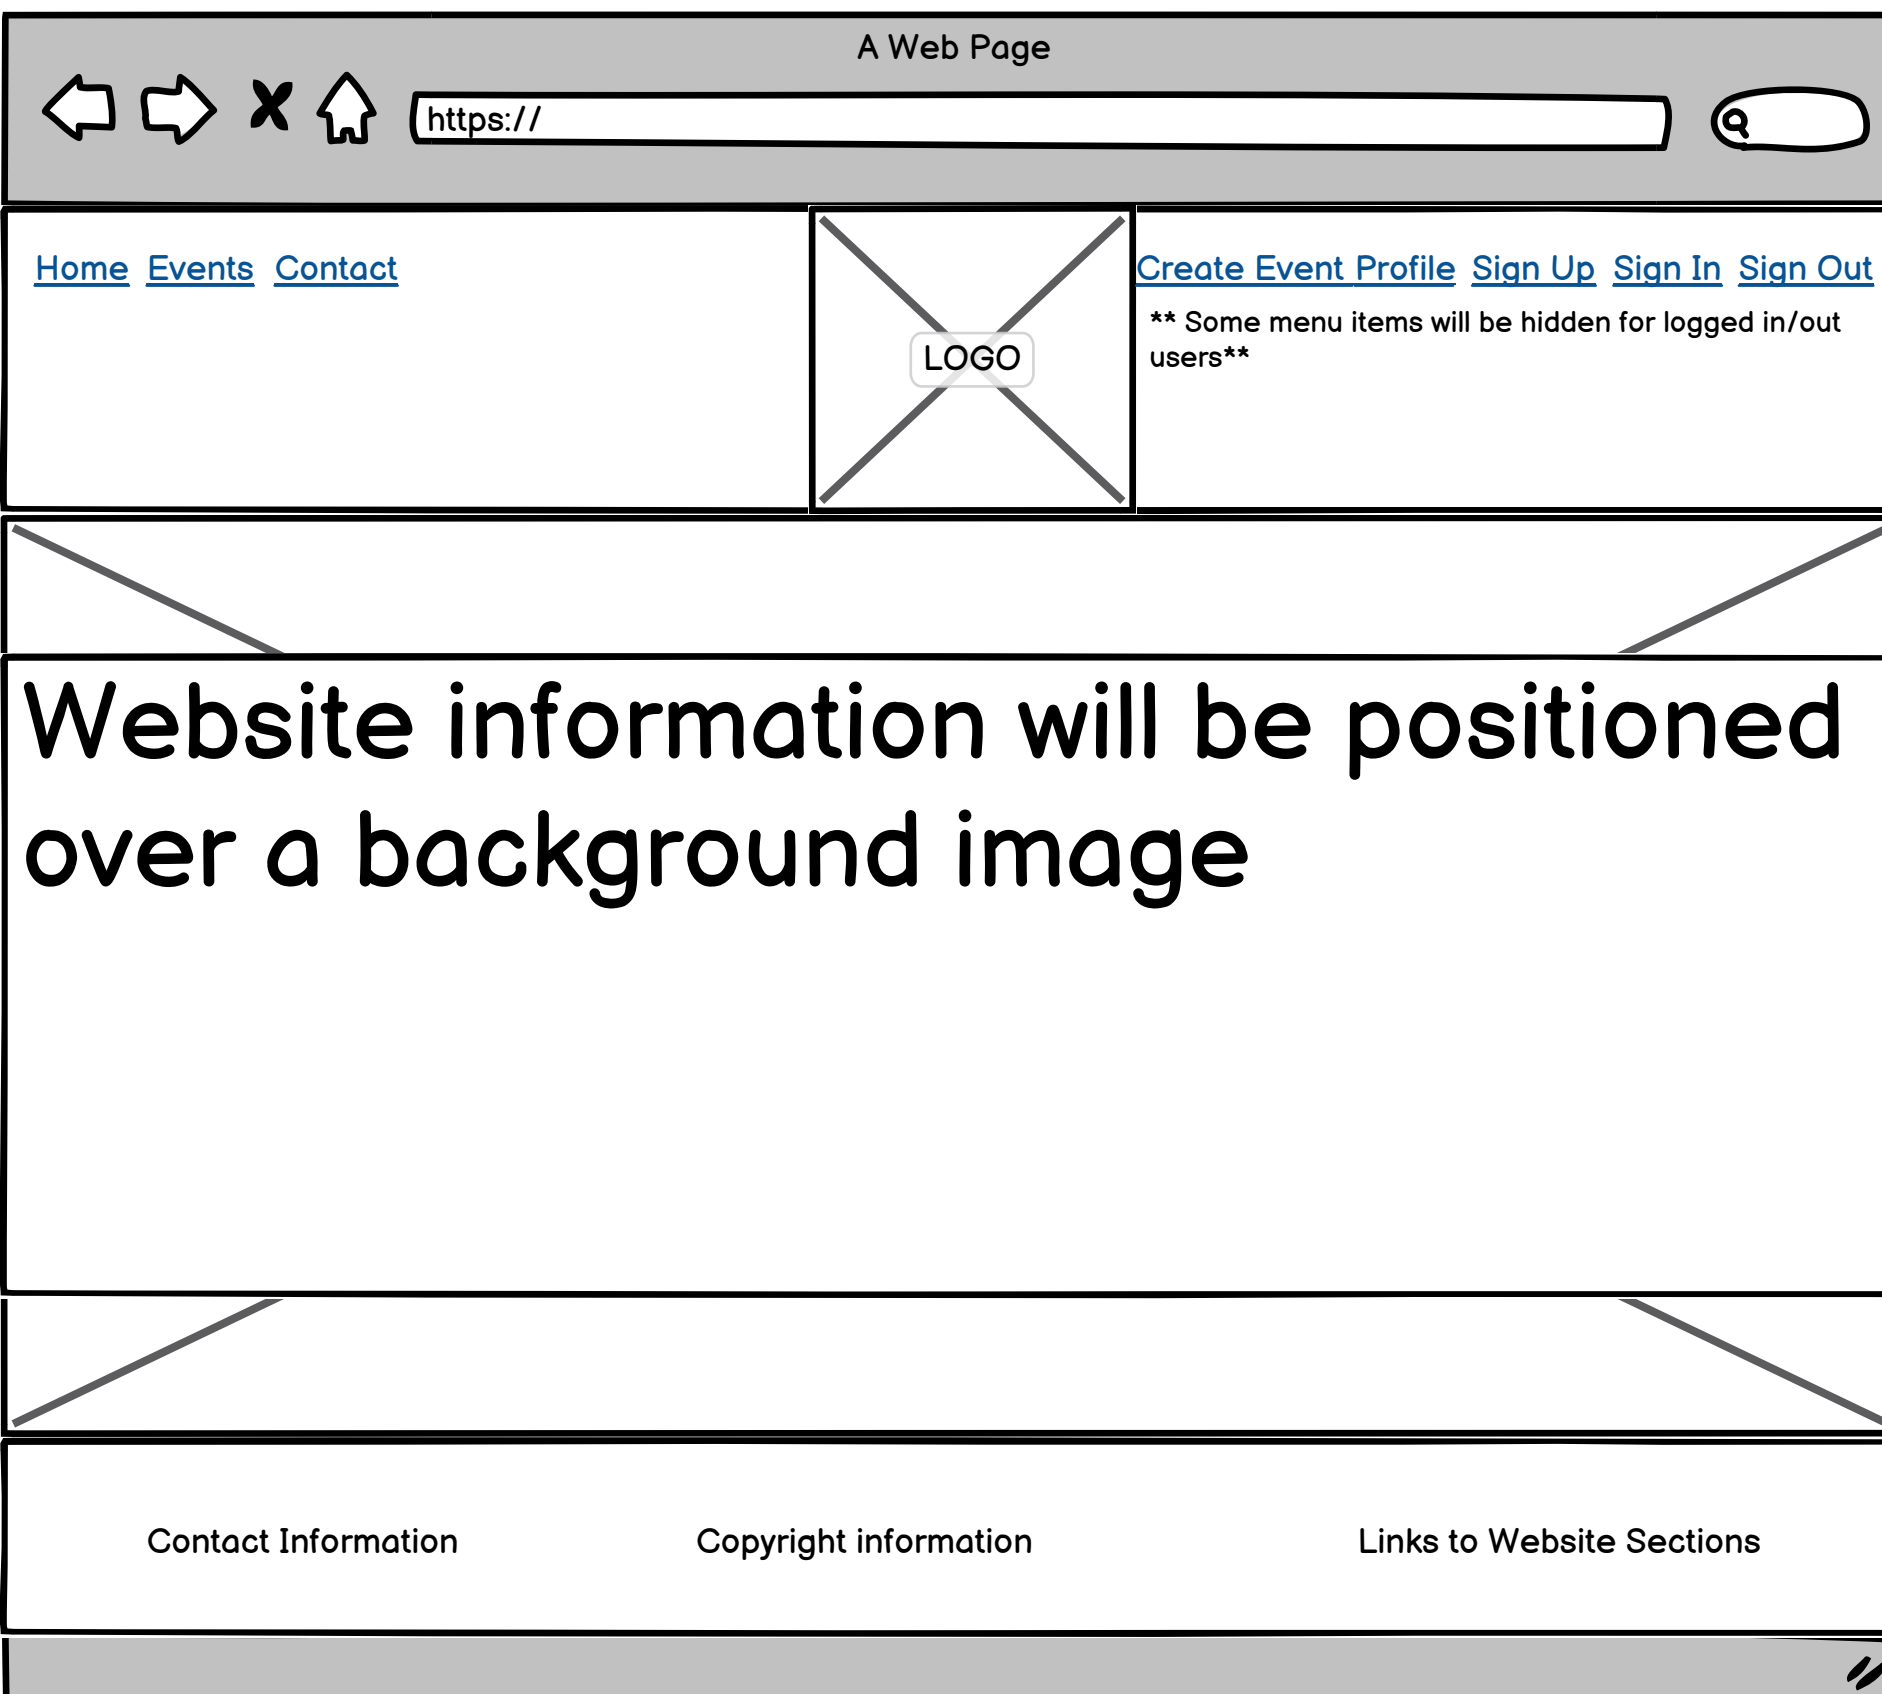 A Web Page
https://
Home Events Contact
LOGO
Create Event Profile Sign Up Sign In Sign Out
** Some menu items will be hidden for logged in/out
users**
Website information will be positioned
over a background image
Contact Information
Copyright information
Links to Website Sections